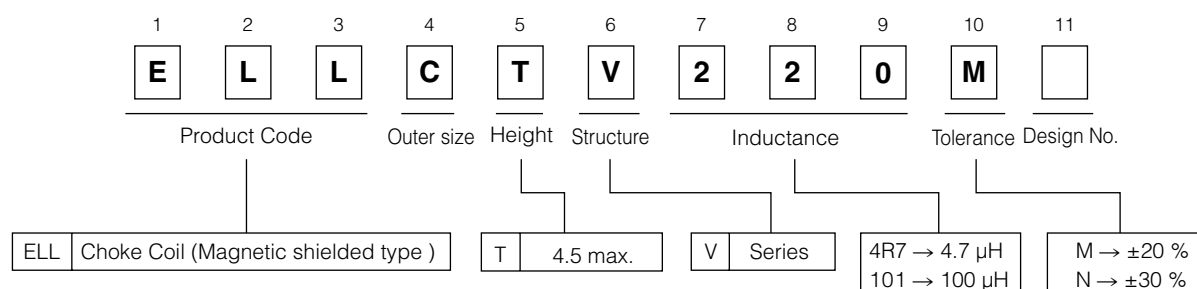 1 2 3 4 5 6 7 8 9 10 11
E L L C T V 2 2 0 M
Product Code Outer size Height Structure Inductance Tolerance Design No.
ELL Choke Coil (Magnetic shielded type ) T 4.5 max. V Series 4R7 → 4.7 μH M → ±20 %
101 → 100 μH N → ±30 %